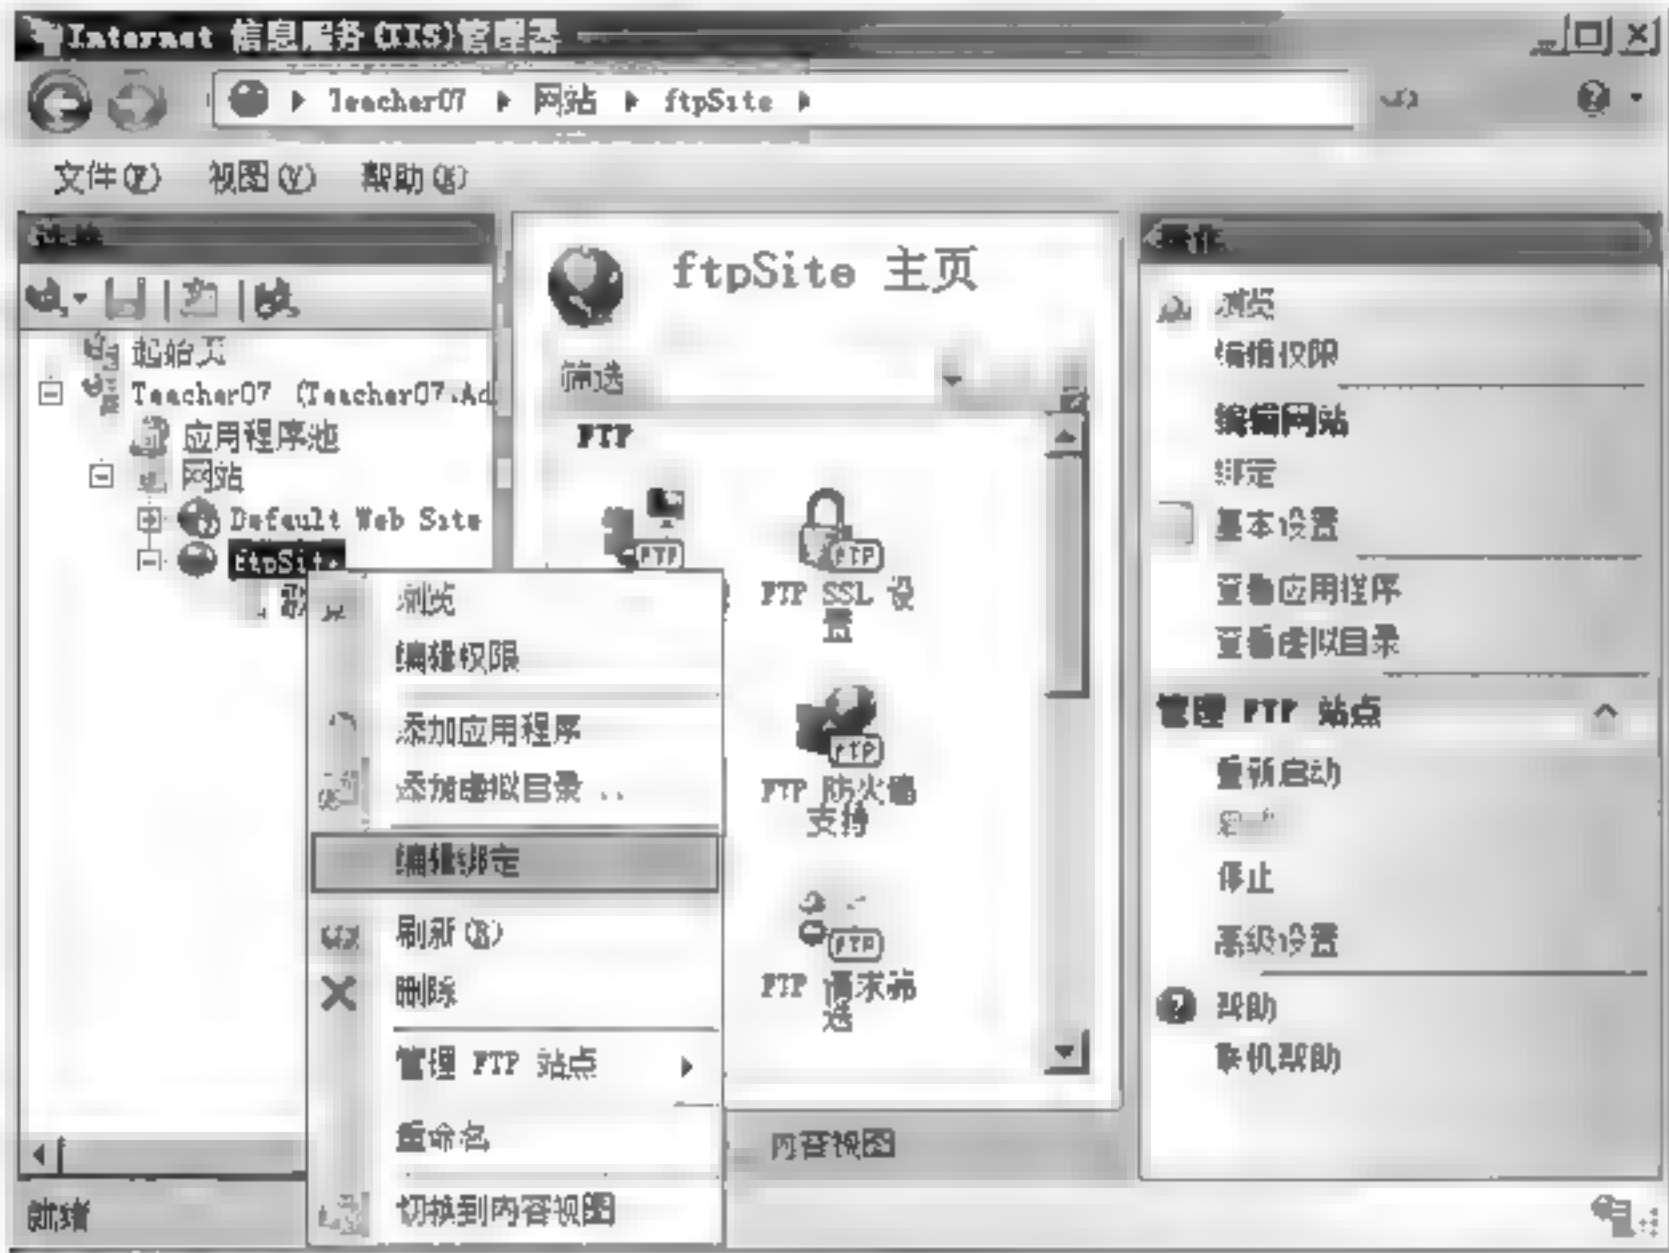 Internet 信息服务(IIS)管理器
Teacher07 网站 ftpSite
文件(F) 视图(V) 帮助(H)
起始页
Teacher07 (Teacher07\Ad
应用程序池
网站
Default Web Site
ftpSite
浏览
编辑权限
添加应用程序
添加虚拟目录...
编辑绑定
刷新(R)
删除
管理 FTP 站点
重命名
切换到内容视图
就绪
ftpSite 主页
筛选
FTP
FTP SSL 设
置
FTP 防火墙
支持
FTP 请求筛
选
内容视图
操作
浏览
编辑权限
编辑网站
绑定
基本设置
查看应用程序
查看虚拟目录
管理 FTP 站点
重新启动
启动
停止
高级设置
帮助
联机帮助